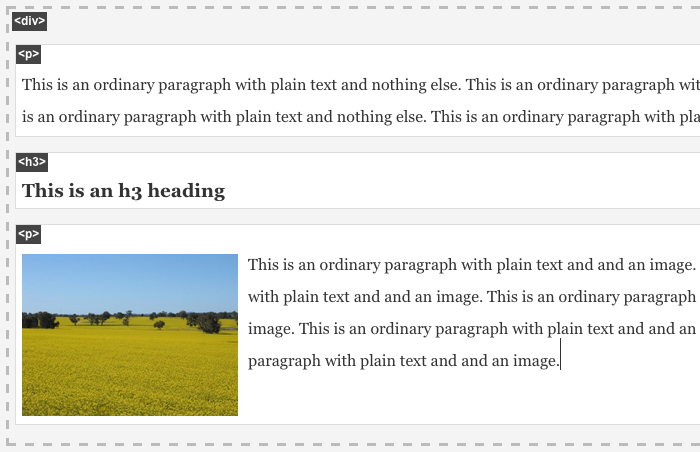 <div>
<p>
This is an ordinary paragraph with plain text and nothing else. This is an ordinary paragraph
is an ordinary paragraph with plain text and nothing else. This is an ordinary paragraph with
<h3>
This is an h3 heading
<p>
This is an ordinary paragraph with plain text and and an image.
with plain text and and an image. This is an ordinary paragraph
image. This is an ordinary paragraph with plain text and and an
paragraph with plain text and and an image.